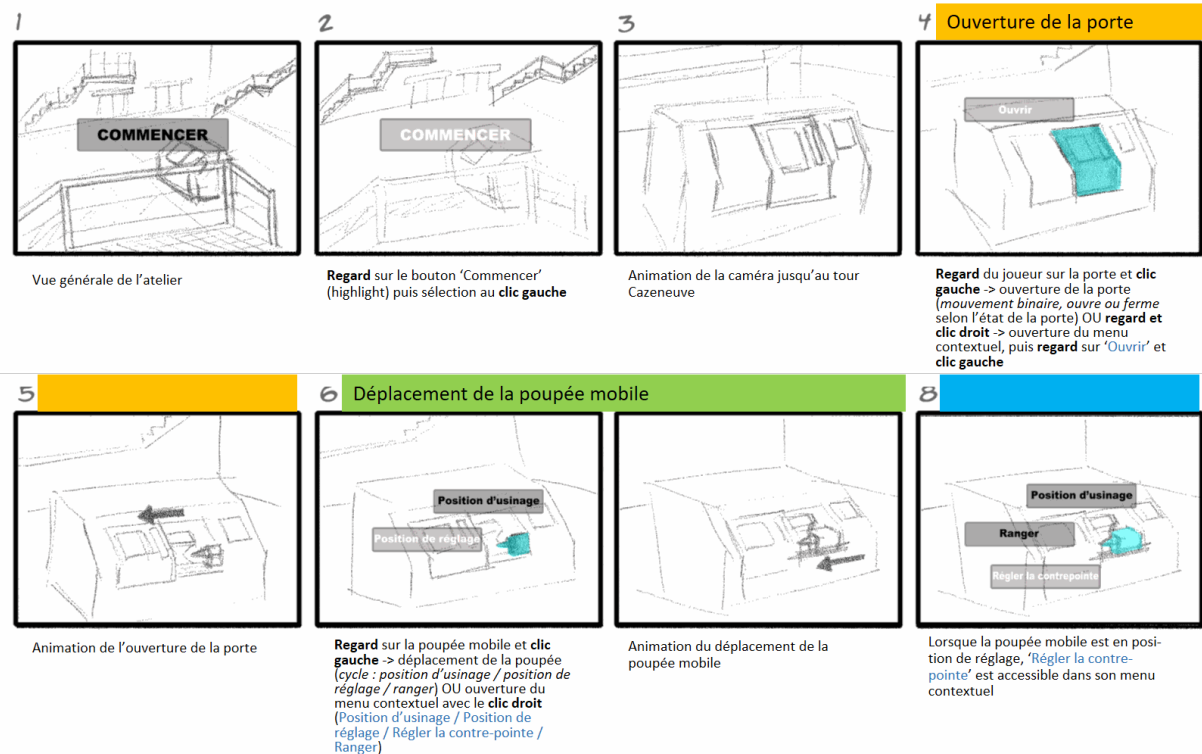 1
2
3
4
Ouverture de la porte
COMMENCER
COMMENCER
Ouvrir
Vue générale de l'atelier
Regard sur le bouton 'Commencer'
(highlight) puis sélection au clic gauche
Animation de la caméra jusqu'au tour
Cazeneuve
Regard du joueur sur la porte et clic
gauche -> ouverture de la porte
(mouvement binaire, ouvre ou ferme
selon l'état de la porte) OU regard et
clic droit -> ouverture du menu
contextuel, puis regard sur 'Ouvrir' et
clic gauche
5
6
Déplacement de la poupée mobile
8
Position d'usinage
Position de réglage
Position d'usinage
Ranger
Régler la contrepointe
Animation de l'ouverture de la porte
Regard sur la poupée mobile et clic
gauche -> déplacement de la poupée
(cycle : position d'usinage / position de
réglage / ranger) OU ouverture du
menu contextuel avec le clic droit
(Position d'usinage / Position de
réglage / Régler la contre-pointe /
Ranger)
Animation du déplacement de la
poupée mobile
Lorsque la poupée mobile est en posi-
tion de réglage, 'Régler la contre-
pointe' est accessible dans son menu
contextuel